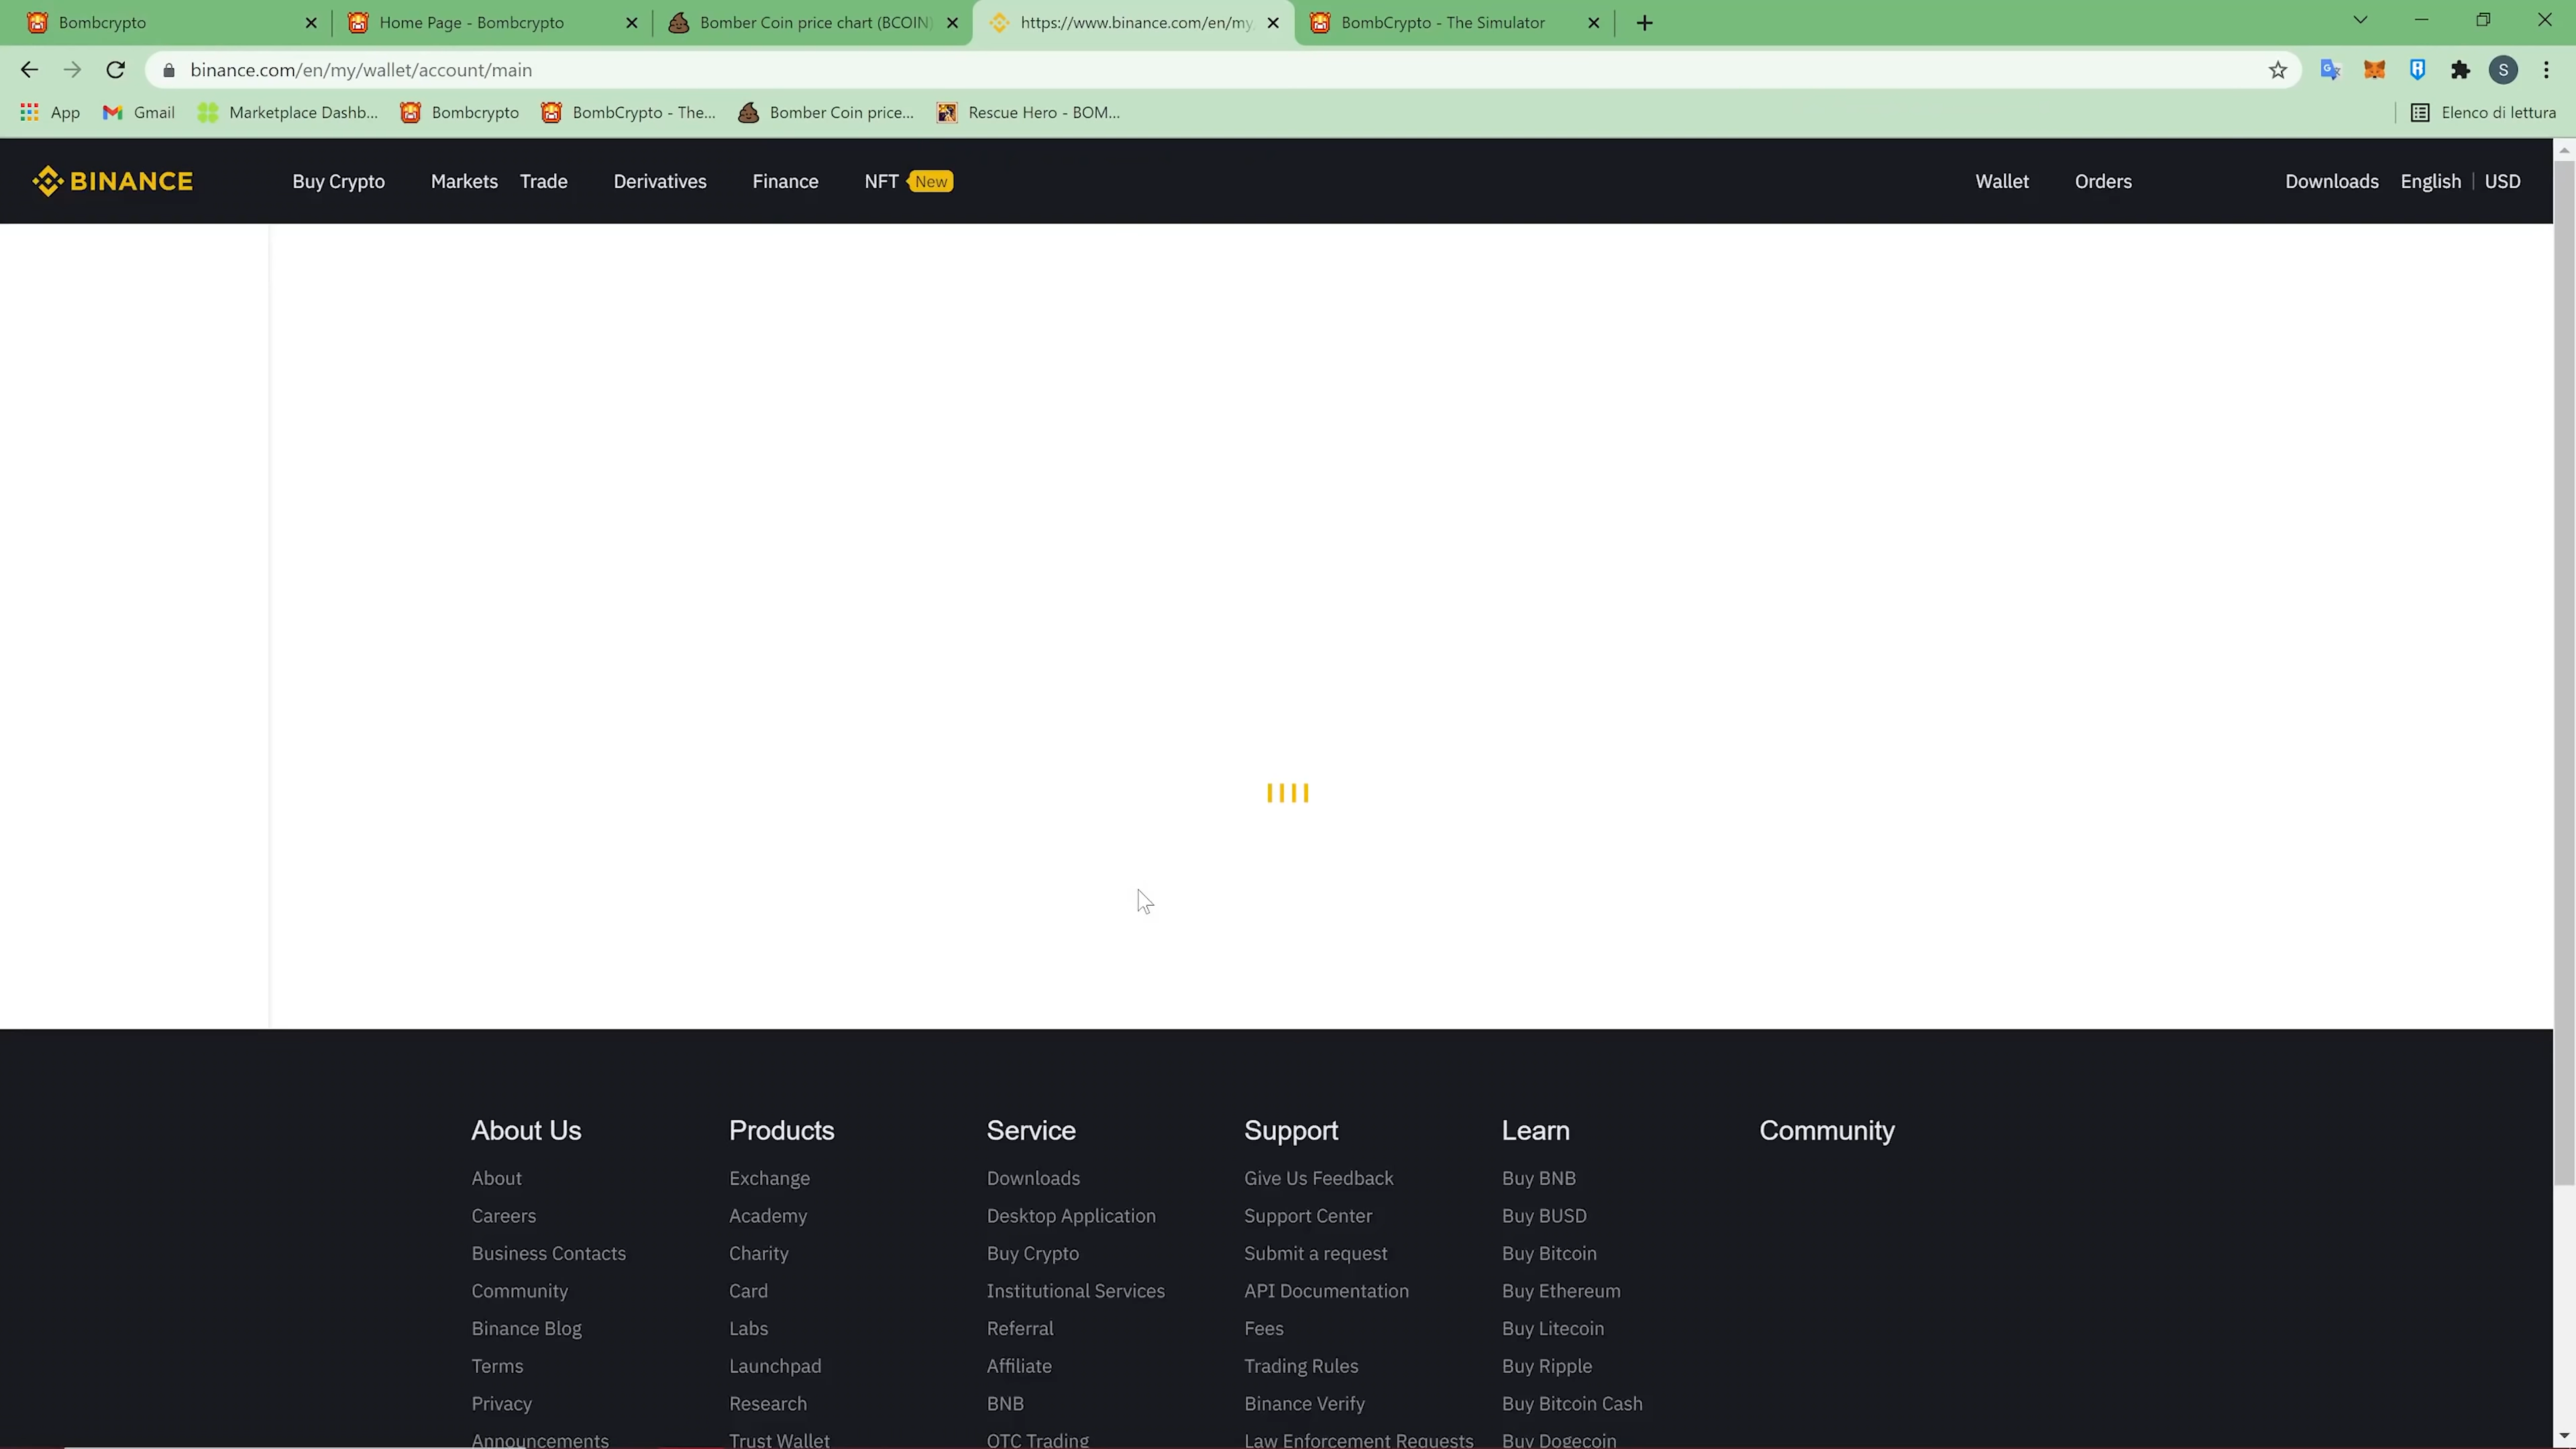 Bombcrypto
Home Page - Bombcrypto
Bomber Coin price chart (BCOIN)
https://www.binance.com/en/my
BombCrypto - The Simulator
binance.com/en/my/wallet/account/main
S
App
Gmail
Marketplace Dashb...
Bombcrypto
BombCrypto - The...
Bomber Coin price...
Rescue Hero - BOM...
Elenco di lettura
BINANCE
Buy Crypto
Markets
Trade
Derivatives
Finance
NFT New
Wallet
Orders
Downloads
English
USD
About Us
About
Careers
Business Contacts
Community
Binance Blog
Terms
Privacy
Announcements
Products
Exchange
Academy
Charity
Card
Labs
Launchpad
Research
Trust Wallet
Service
Downloads
Desktop Application
Buy Crypto
Institutional Services
Referral
Affiliate
BNB
OTC Trading
Support
Give Us Feedback
Support Center
Submit a request
API Documentation
Fees
Trading Rules
Binance Verify
Law Enforcement Requests
Learn
Buy BNB
Buy BUSD
Buy Bitcoin
Buy Ethereum
Buy Litecoin
Buy Ripple
Buy Bitcoin Cash
Buy Dogecoin
Community